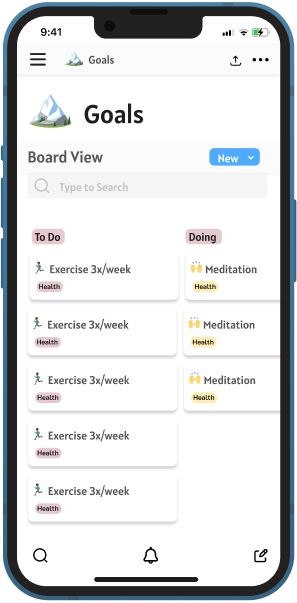 9:41
Goals
Goals
Board View
New
Type to Search
To Do
Doing
Exercise 3x/week
Health
Meditation
Health
Exercise 3x/week
Health
Meditation
Health
Exercise 3x/week
Health
Meditation
Health
Exercise 3x/week
Health
Exercise 3x/week
Health